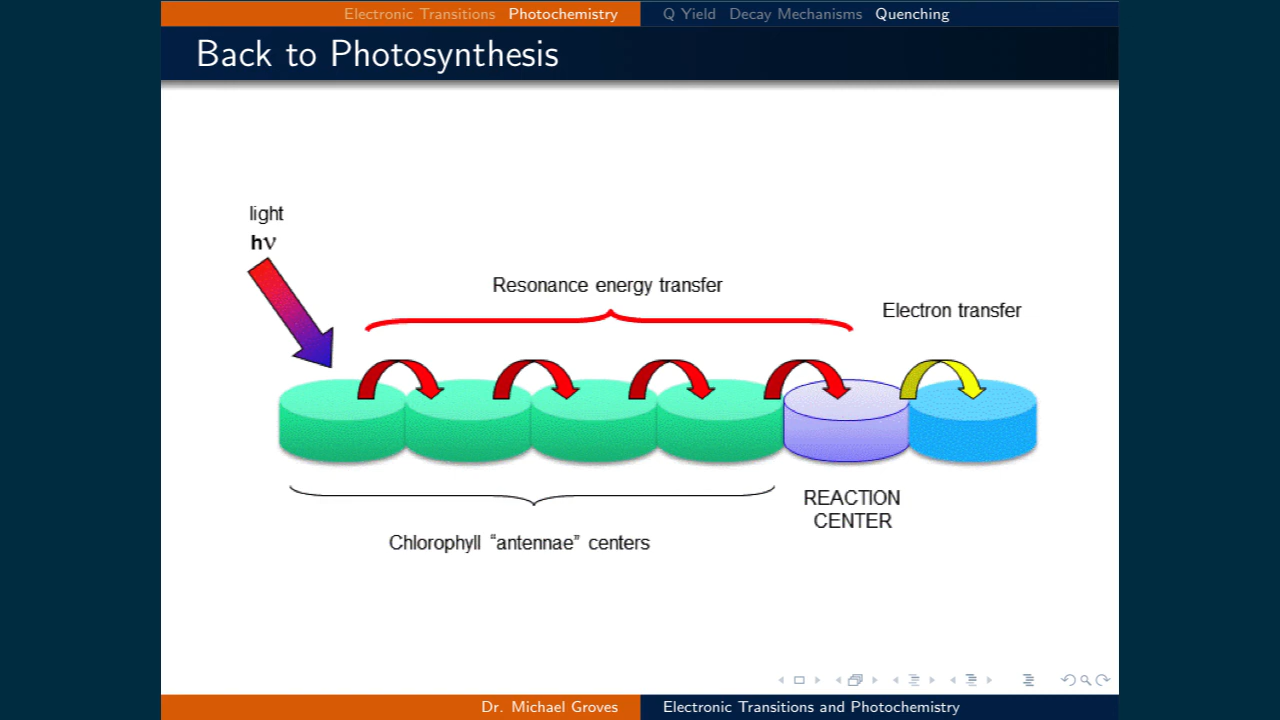 Electronic Transitions Photochemistry Q Yield Decay Mechanisms Quenching
Back to Photosynthesis
light
hν
Resonance energy transfer
Electron transfer
REACTION
CENTER
Chlorophyll “antennae” centers
Dr. Michael Groves Electronic Transitions and Photochemistry